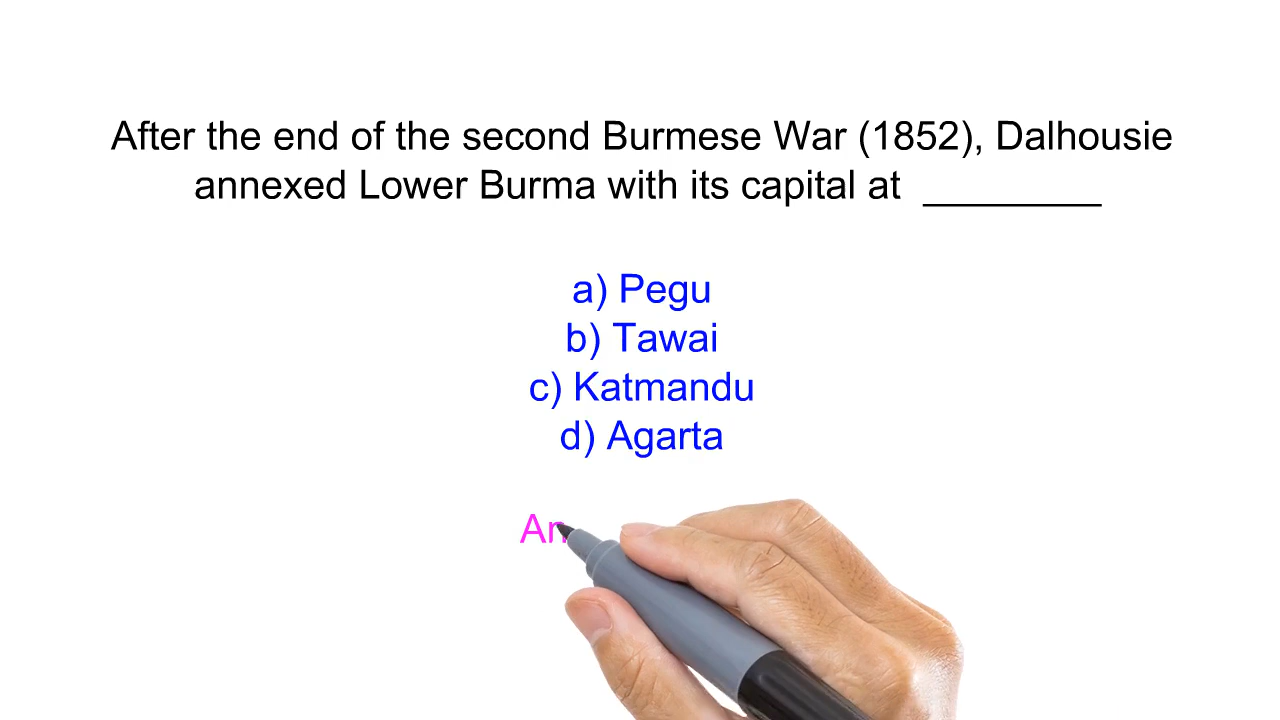 After the end of the second Burmese War (1852), Dalhousie
annexed Lower Burma with its capital at _________
a) Pegu
b) Tawai
c) Katmandu
d) Agarta
An